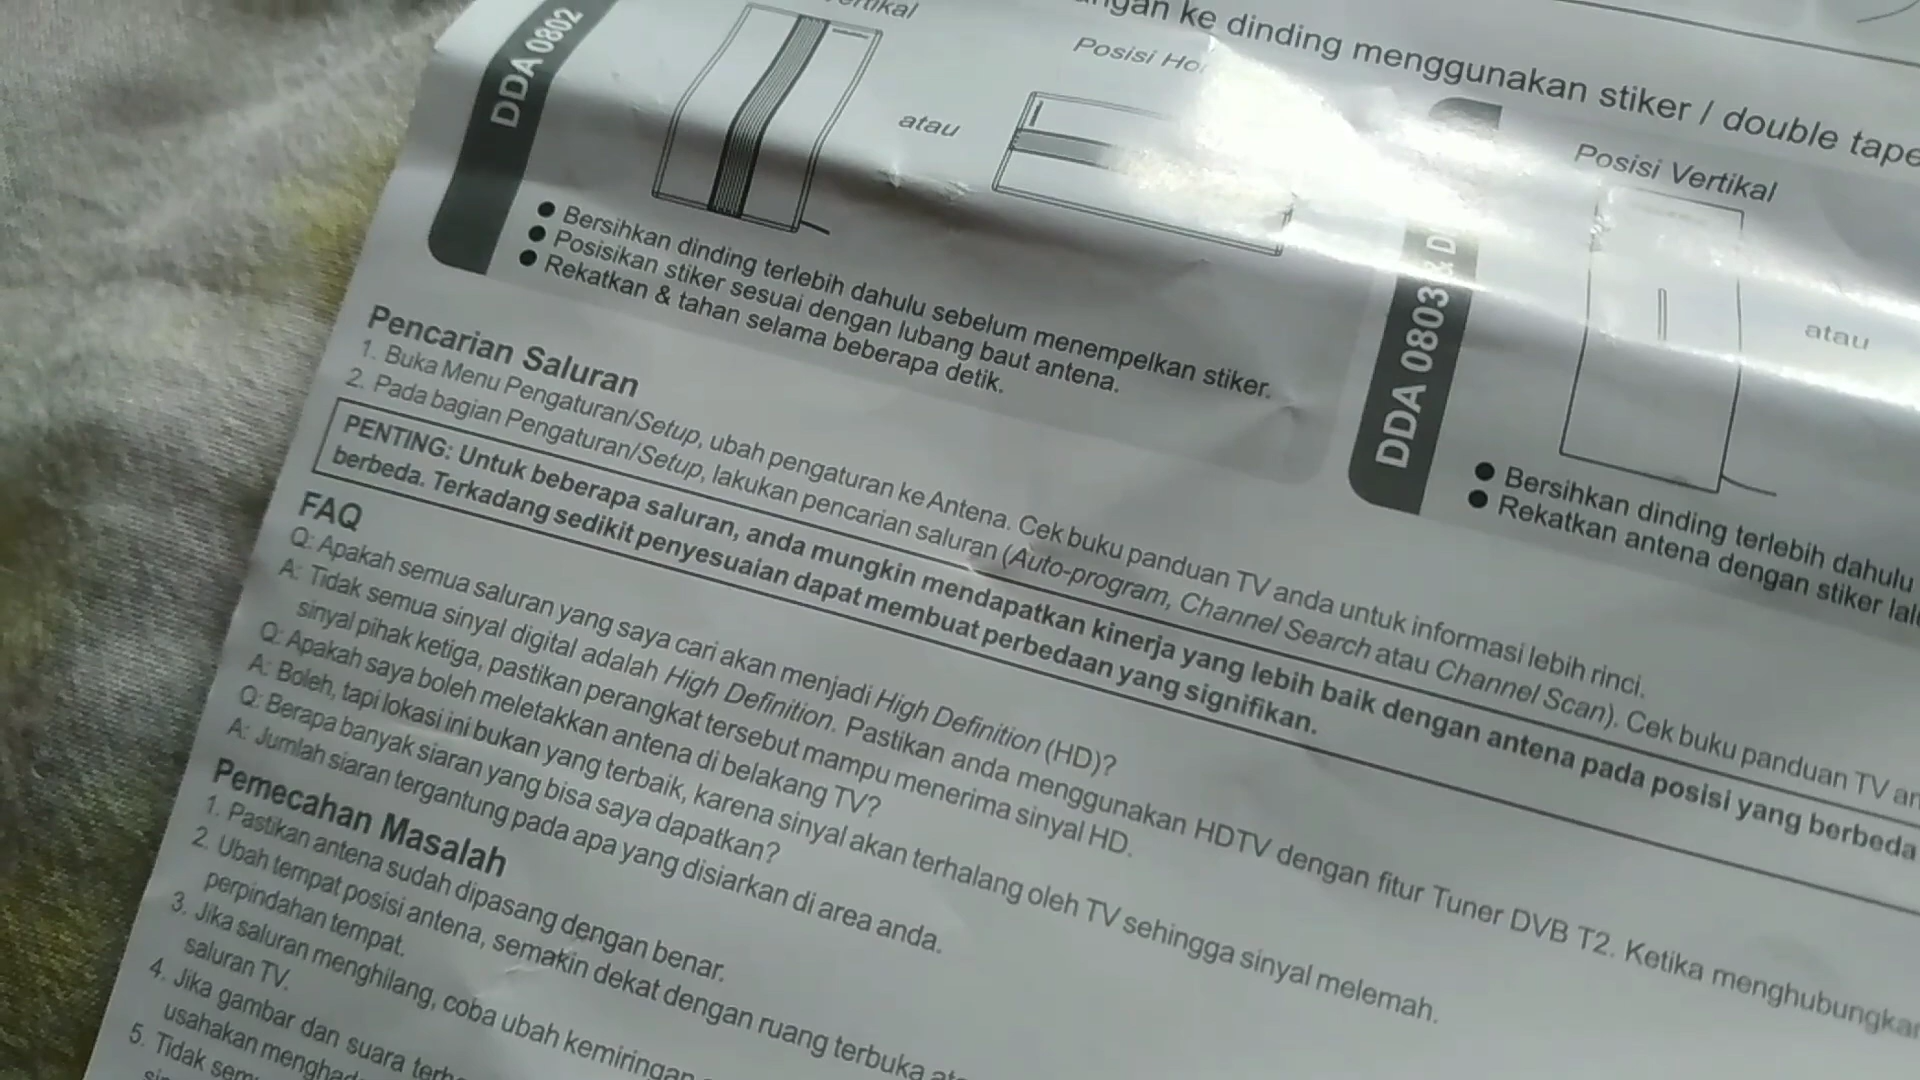 ke dinding menggunakan stiker / double tape
DDA 0802
Posisi
atau
Bersihkan dinding terlebih dahulu sebelum menempelkan stiker.
Posisikan stiker sesuai dengan lubang baut antena.
Rekatkan & tahan selama beberapa detik.
DDA 0803 &
Posisi Vertikal
atau
Bersihkan dinding terlebih dahulu
Rekatkan antena dengan stiker
Pencarian Saluran
1. Buka Menu Pengaturan/Setup, ubah pengaturan ke Antena. Cek buku panduan TV anda untuk informasi lebih rinci.
2. Pada bagian Pengaturan/Setup, lakukan pencarian saluran (Auto-program, Channel Search atau Channel Scan). Cek buku panduan TV
PENTING: Untuk beberapa saluran, anda mungkin mendapatkan kinerja yang lebih baik dengan antena pada posisi yang berbeda
berbeda. Terkadang sedikit penyesuaian dapat membuat perbedaan yang signifikan.
FAQ
Q: Apakah semua saluran yang saya cari akan menjadi High Definition (HD)?
A: Tidak semua sinyal digital adalah High Definition. Pastikan anda menggunakan HDTV dengan fitur Tuner DVB T2. Ketika menghubungkan
sinyal pihak ketiga, pastikan perangkat tersebut mampu menerima sinyal HD.
Q: Apakah saya boleh meletakkan antena di belakang TV?
A: Boleh, tapi lokasi ini bukan yang terbaik, karena sinyal akan terhalang oleh TV sehingga sinyal melemah.
Q: Berapa banyak siaran yang bisa saya dapatkan?
A: Jumlah siaran tergantung pada apa yang disiarkan di area anda.
Pemecahan Masalah
1. Pastikan antena sudah dipasang dengan benar.
2. Ubah tempat posisi antena, semakin dekat dengan ruang terbuka
perpindahan tempat.
3. Jika saluran menghilang, coba ubah kemiringan
saluran TV.
4. Jika gambar dan suara
usahakan
5. Tidak